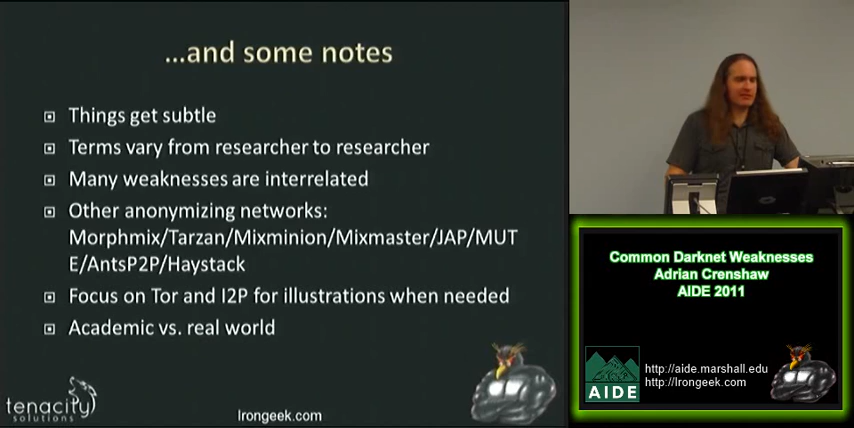 ...and some notes
Things get subtle
Terms vary from researcher to researcher
Many weaknesses are interrelated
Other anonymizing networks:
Morphmix/Tarzan/Mixminion/Mixmaster/JAP/MUT
E/AntsP2P/Haystack
Focus on Tor and I2P for illustrations when needed
Academic vs. real world
tenacity
solutions
Irongeek.com
Common Darknet Weaknesses
Adrian Crenshaw
AIDE 2011
AIDE
http://aide.marshall.edu
http://Irongeek.com